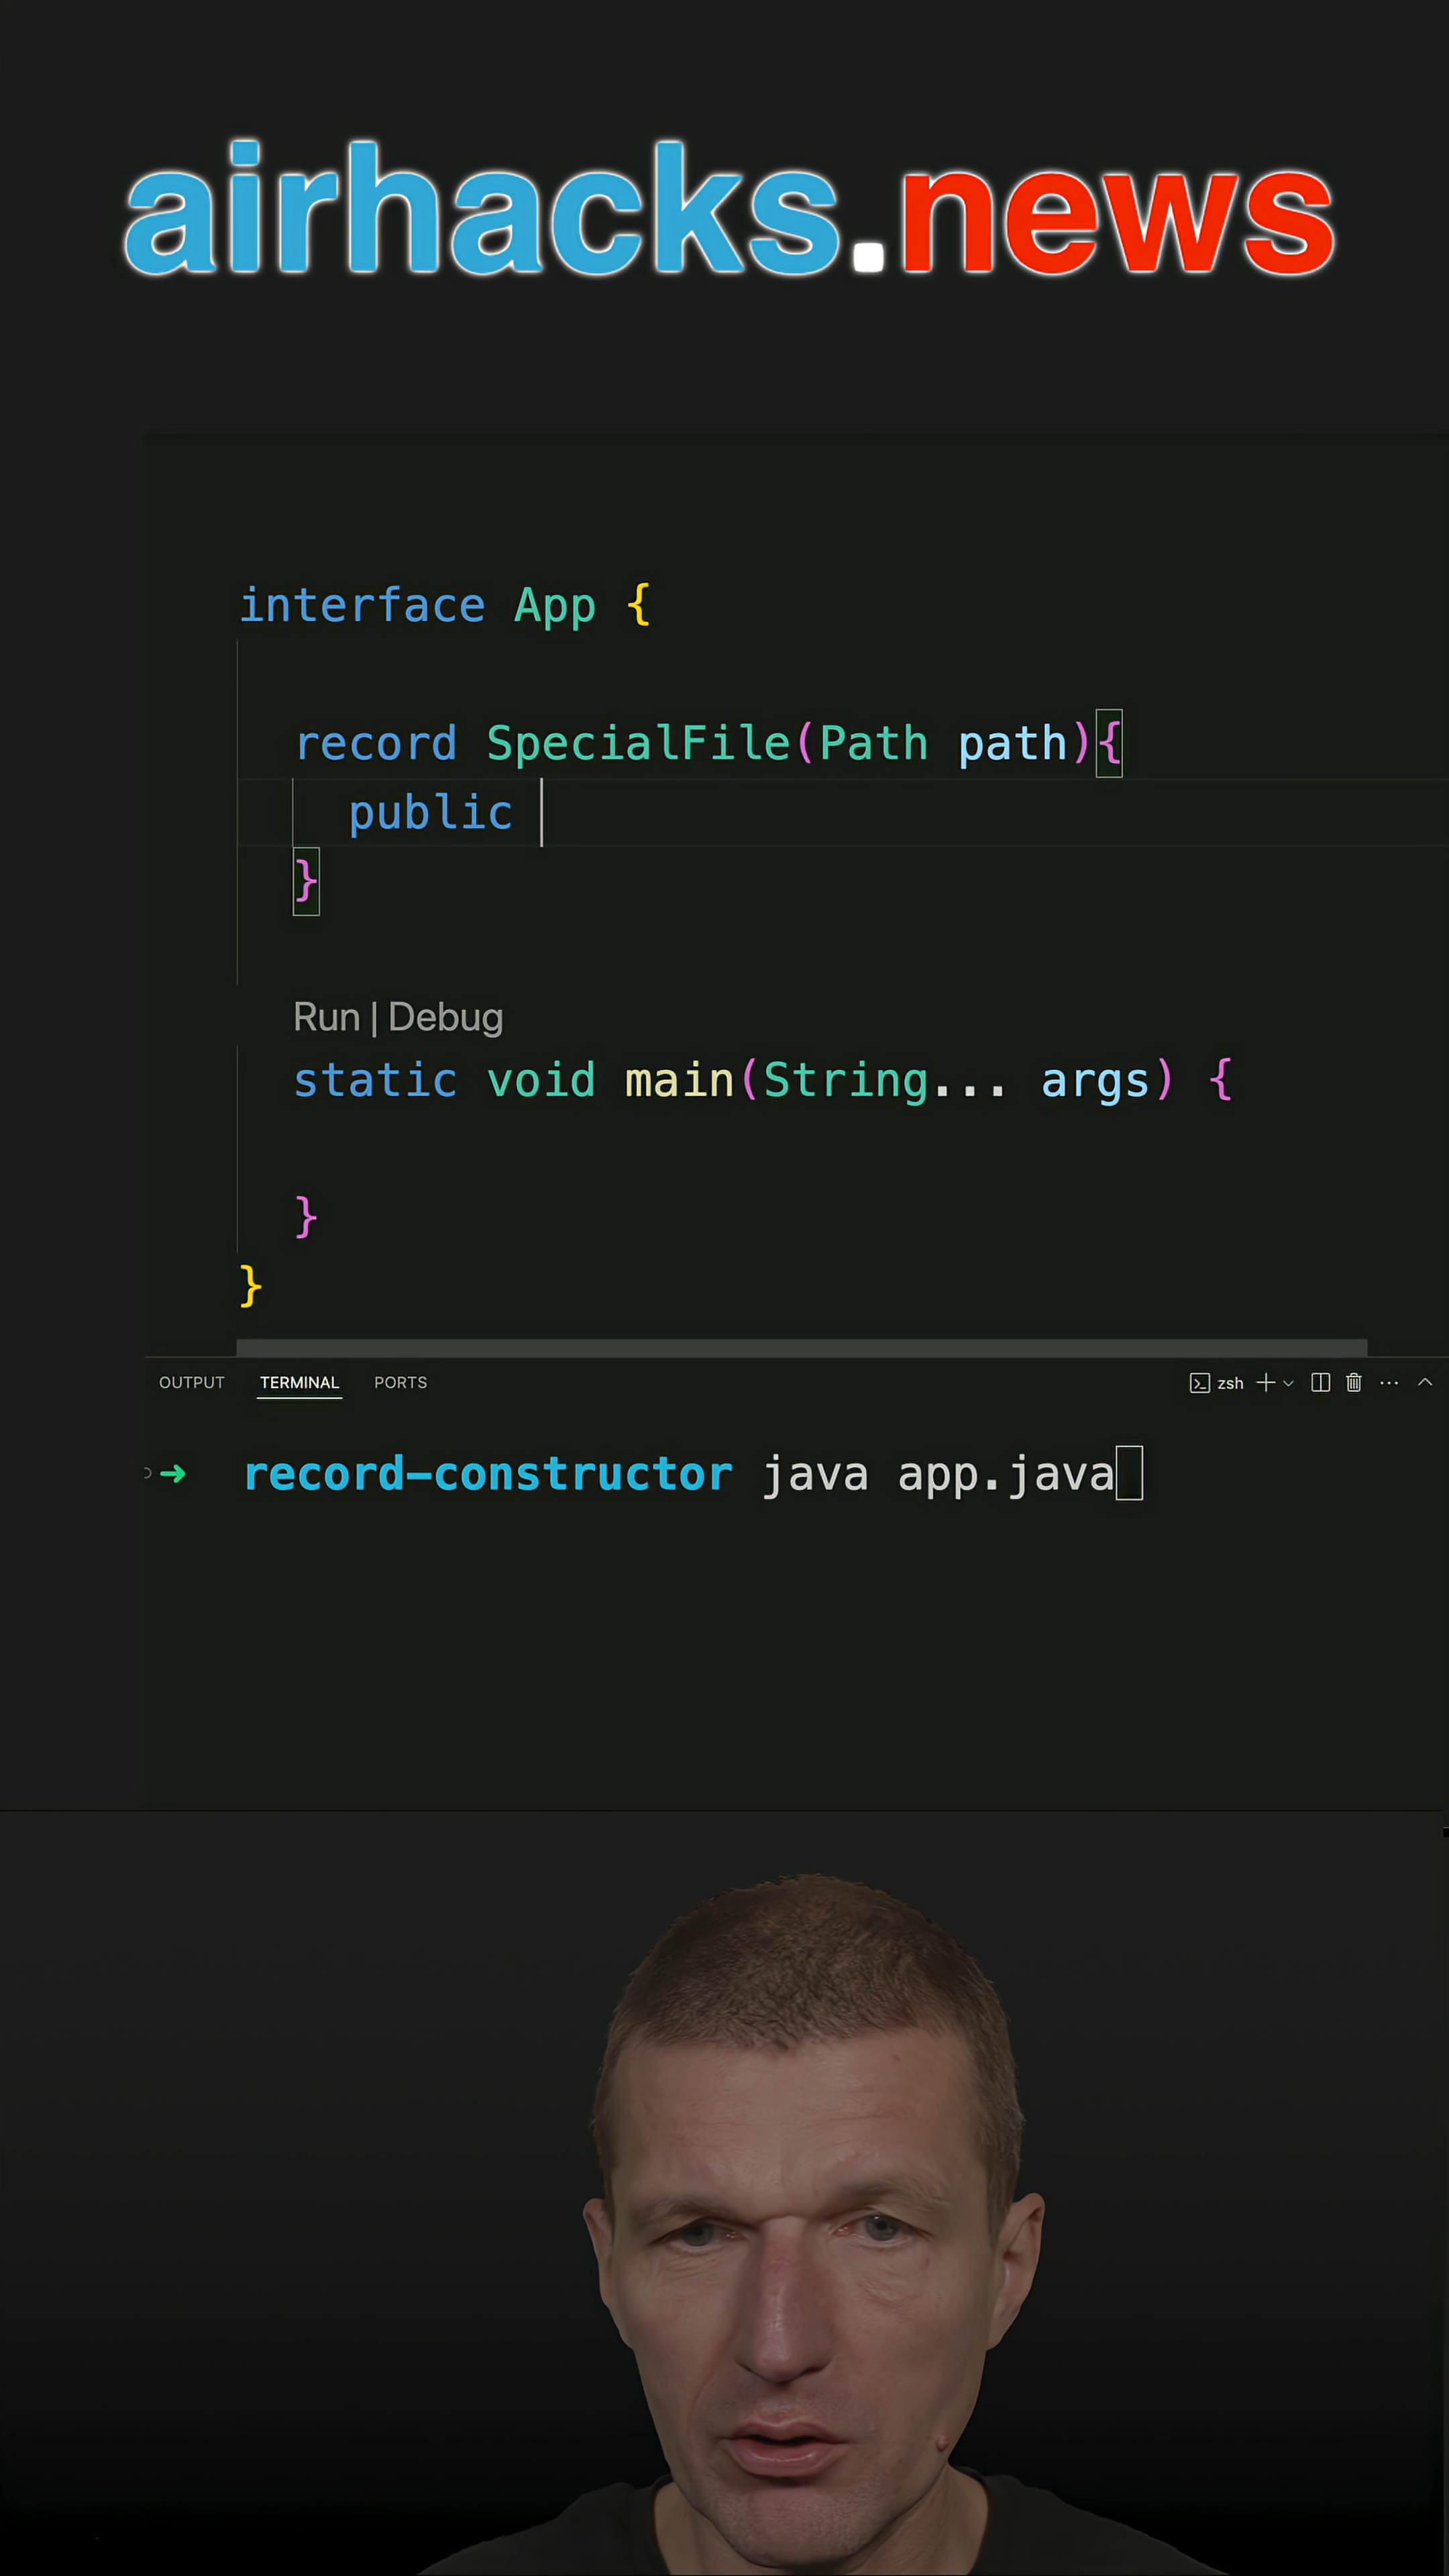 airhacks.news
interface App {
record SpecialFile(Path path){
public
}
Run | Debug
static void main(String... args) {
}
}
OUTPUT TERMINAL PORTS zsh
record-constructor java app.java